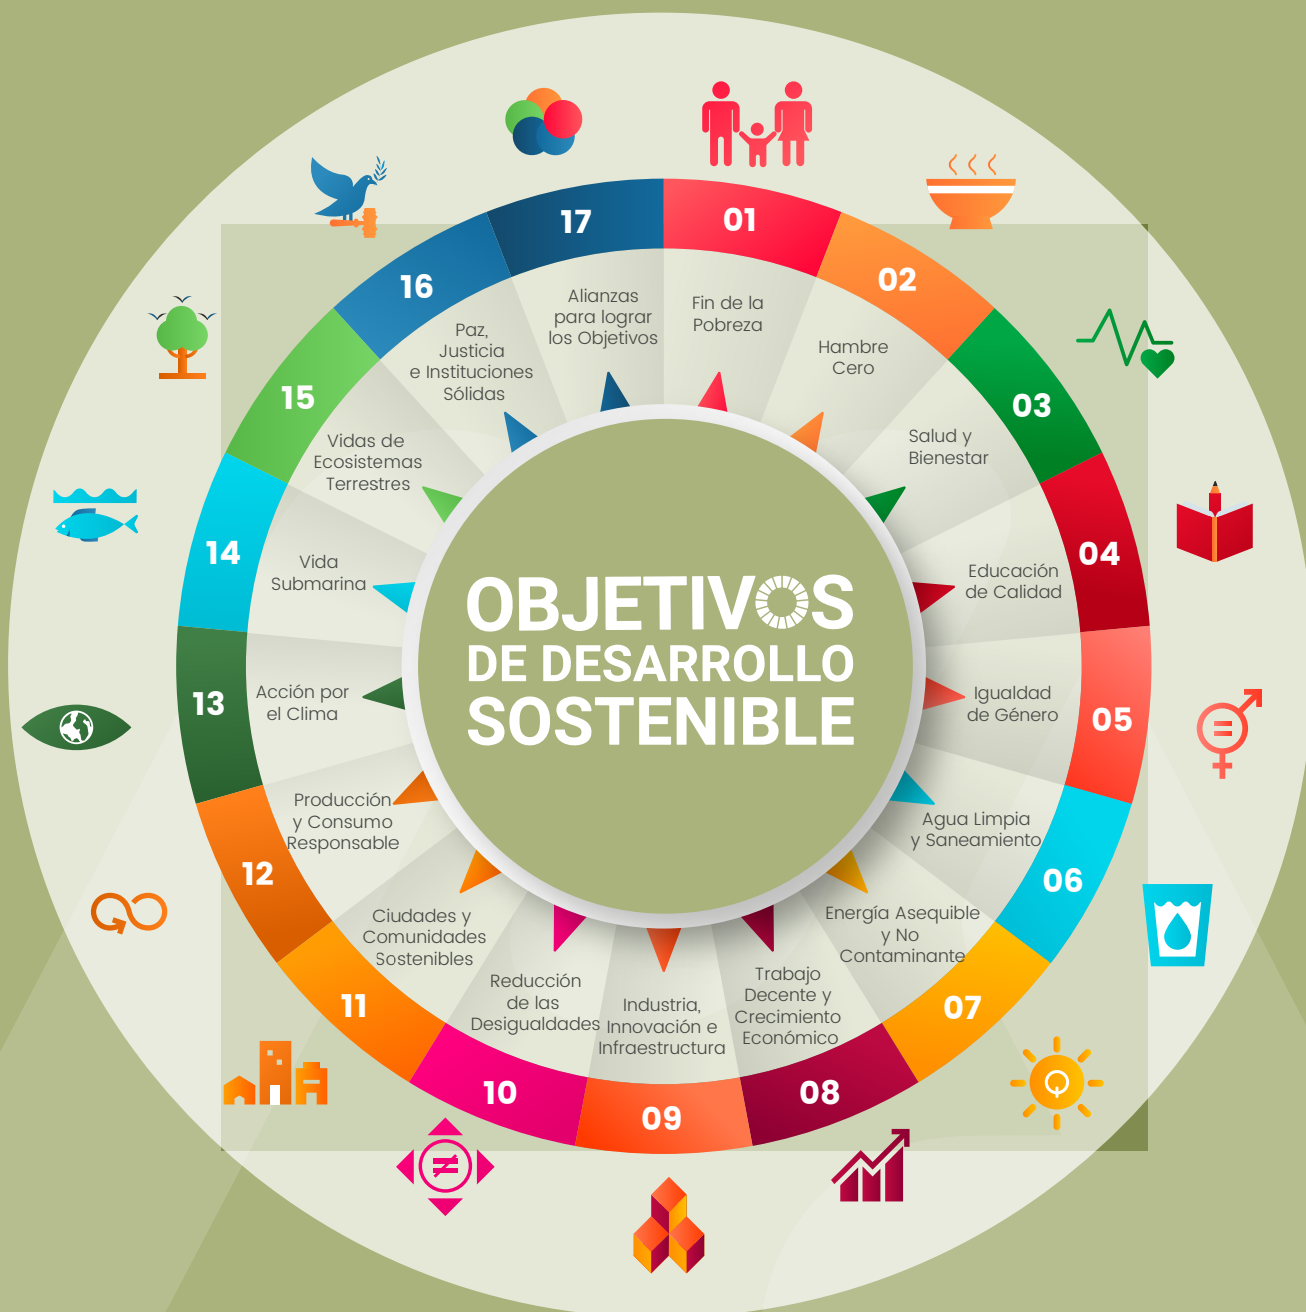 OBJETIVOS
DE DESARROLLO
SOSTENIBLE
01
Fin de la
Pobreza
02
Hambre
Cero
03
Salud y
Bienestar
04
Educación
de Calidad
05
Igualdad
de Género
06
Agua Limpia
y Saneamiento
07
Energía Asequible
y No
Contaminante
08
Trabajo
Decente y
Crecimiento
Económico
09
Industria,
Innovación e
Infraestructura
10
Reducción
de las
Desigualdades
11
Ciudades y
Comunidades
Sostenibles
12
Producción
y Consumo
Responsable
13
Acción por
el Clima
14
Vida
Submarina
15
Vidas de
Ecosistemas
Terrestres
16
Paz,
Justicia
e Instituciones
Sólidas
17
Alianzas
para lograr
los Objetivos